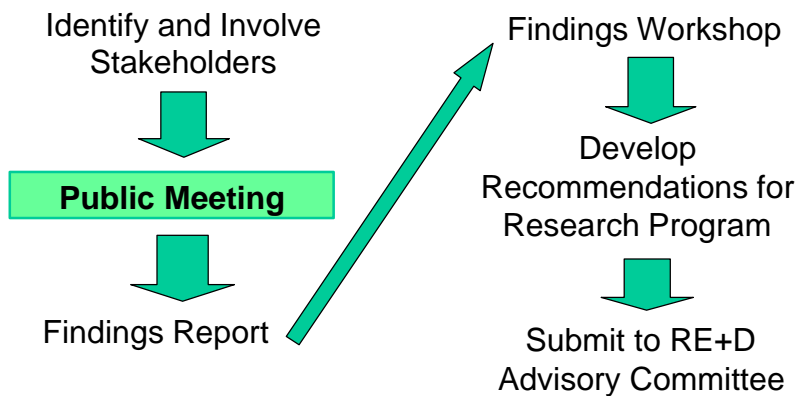 Identify and Involve
Stakeholders
Public Meeting
Findings Report
Findings Workshop
Develop
Recommendations for
Research Program
Submit to RE+D
Advisory Committee